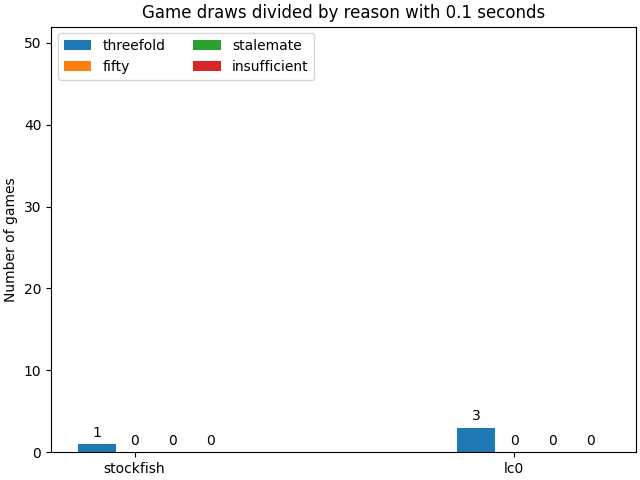 Game draws divided by reason with 0.1 seconds
threefold
fifty
stalemate
insufficient
Number of games
50
40
30
20
10
0
1
0
0
0
3
0
0
0
stockfish
lc0